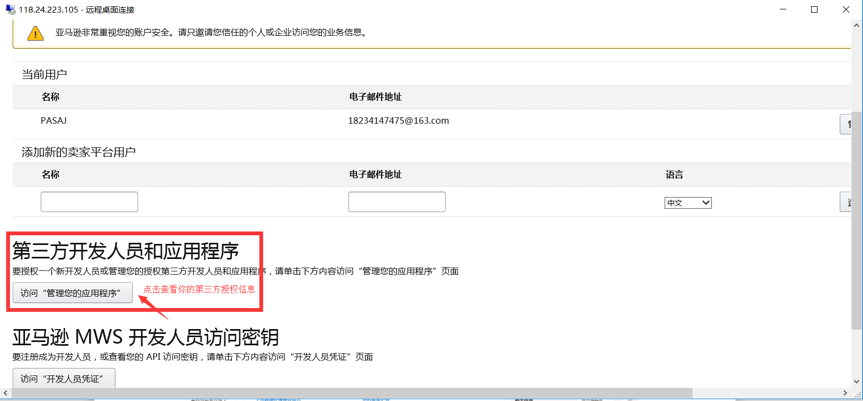 118.24.223.105 - 远程桌面连接
亚马逊非常重视您的账户安全。请只邀请您信任的个人或企业访问您的业务信息。
当前用户
名称 电子邮件地址
PASAJ 18234147475@163.com
添加新的卖家平台用户
名称 电子邮件地址 语言
中文
第三方开发人员和应用程序
要授权一个新开发人员或管理您的授权第三方开发人员和应用程序，请单击下方内容访问“管理您的应用程序”页面
访问“管理您的应用程序” 点击查看你的第三方授权信息
亚马逊 MWS 开发人员访问密钥
要注册成为开发人员，或查看您的 API 访问密钥，请单击下方内容访问“开发人员凭证”页面
访问“开发人员凭证”